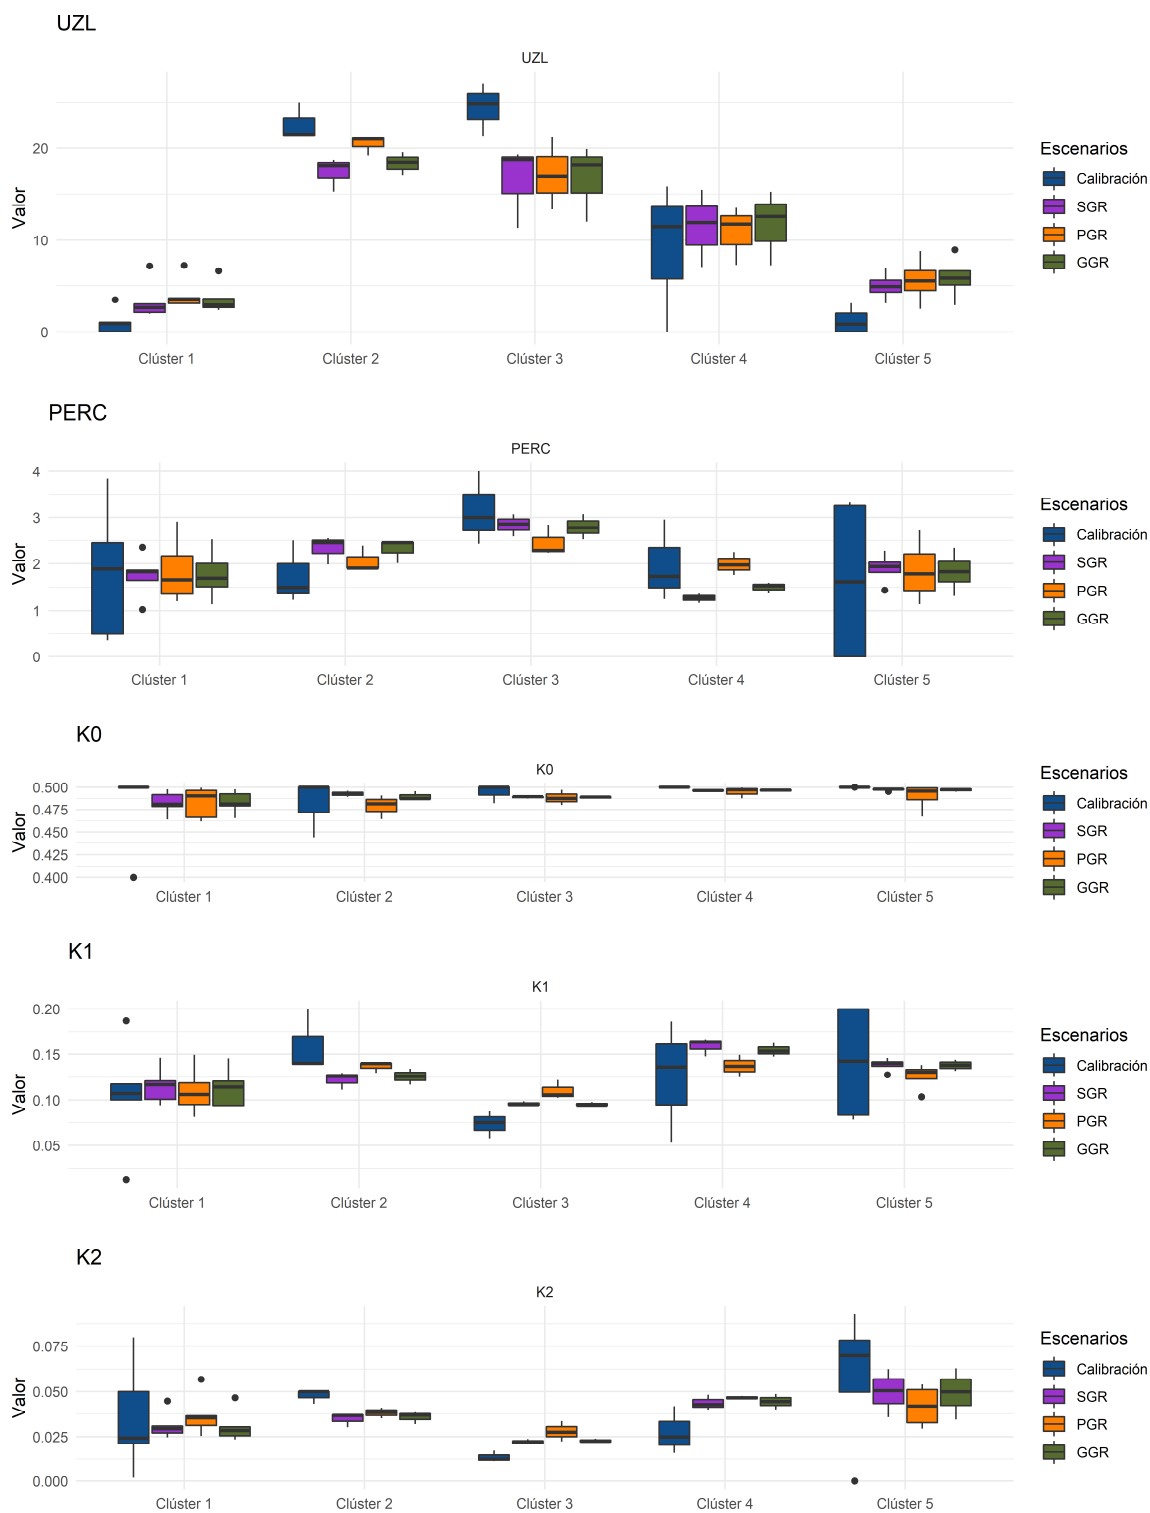 UZL
UZL
Valor
20
10
0
Clúster 1 Clúster 2 Clúster 3 Clúster 4 Clúster 5
Escenarios
Calibración
SGR
PGR
GGR
PERC
PERC
Valor
4
3
2
1
0
Clúster 1 Clúster 2 Clúster 3 Clúster 4 Clúster 5
Escenarios
Calibración
SGR
PGR
GGR
K0
K0
Valor
0.500
0.475
0.450
0.425
0.400
Clúster 1 Clúster 2 Clúster 3 Clúster 4 Clúster 5
Escenarios
Calibración
SGR
PGR
GGR
K1
K1
Valor
0.20
0.15
0.10
0.05
Clúster 1 Clúster 2 Clúster 3 Clúster 4 Clúster 5
Escenarios
Calibración
SGR
PGR
GGR
K2
K2
Valor
0.075
0.050
0.025
0.000
Clúster 1 Clúster 2 Clúster 3 Clúster 4 Clúster 5
Escenarios
Calibración
SGR
PGR
GGR